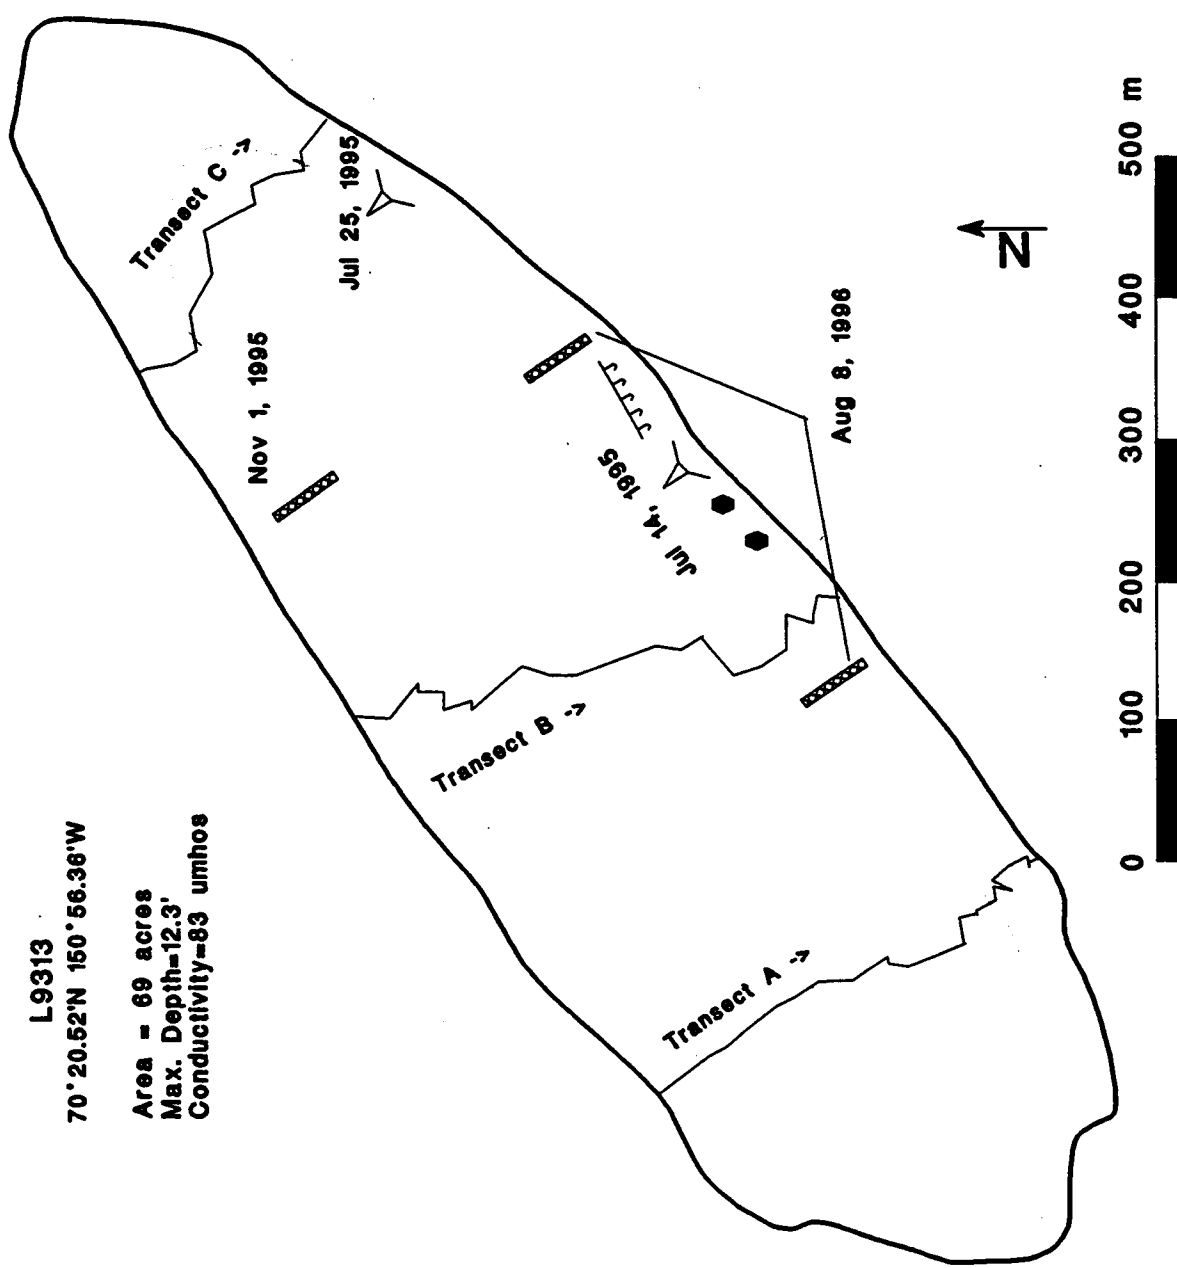 L9313
70°20.52'N 150°56.36'W
Area = 69 acres
Max. Depth=12.3'
Conductivity=83 umhos
Transect A ->
Transect B ->
Transect C ->
Nov 1, 1995
Jul 25, 1995
Jul 14, 1995
Aug 8, 1996
N
0 100 200 300 400 500 m